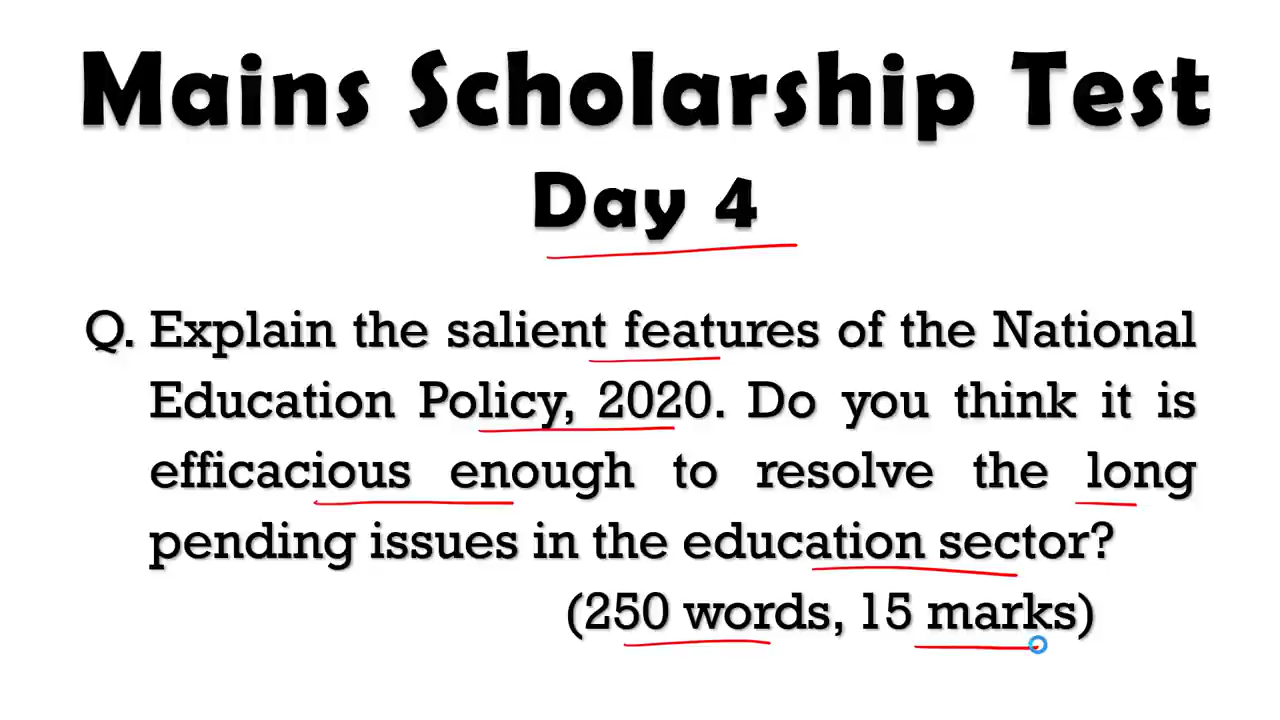 Mains Scholarship Test
Day 4
Q. Explain the salient features of the National
Education Policy, 2020. Do you think it is
efficacious enough to resolve the long
pending issues in the education sector?
(250 words, 15 marks)